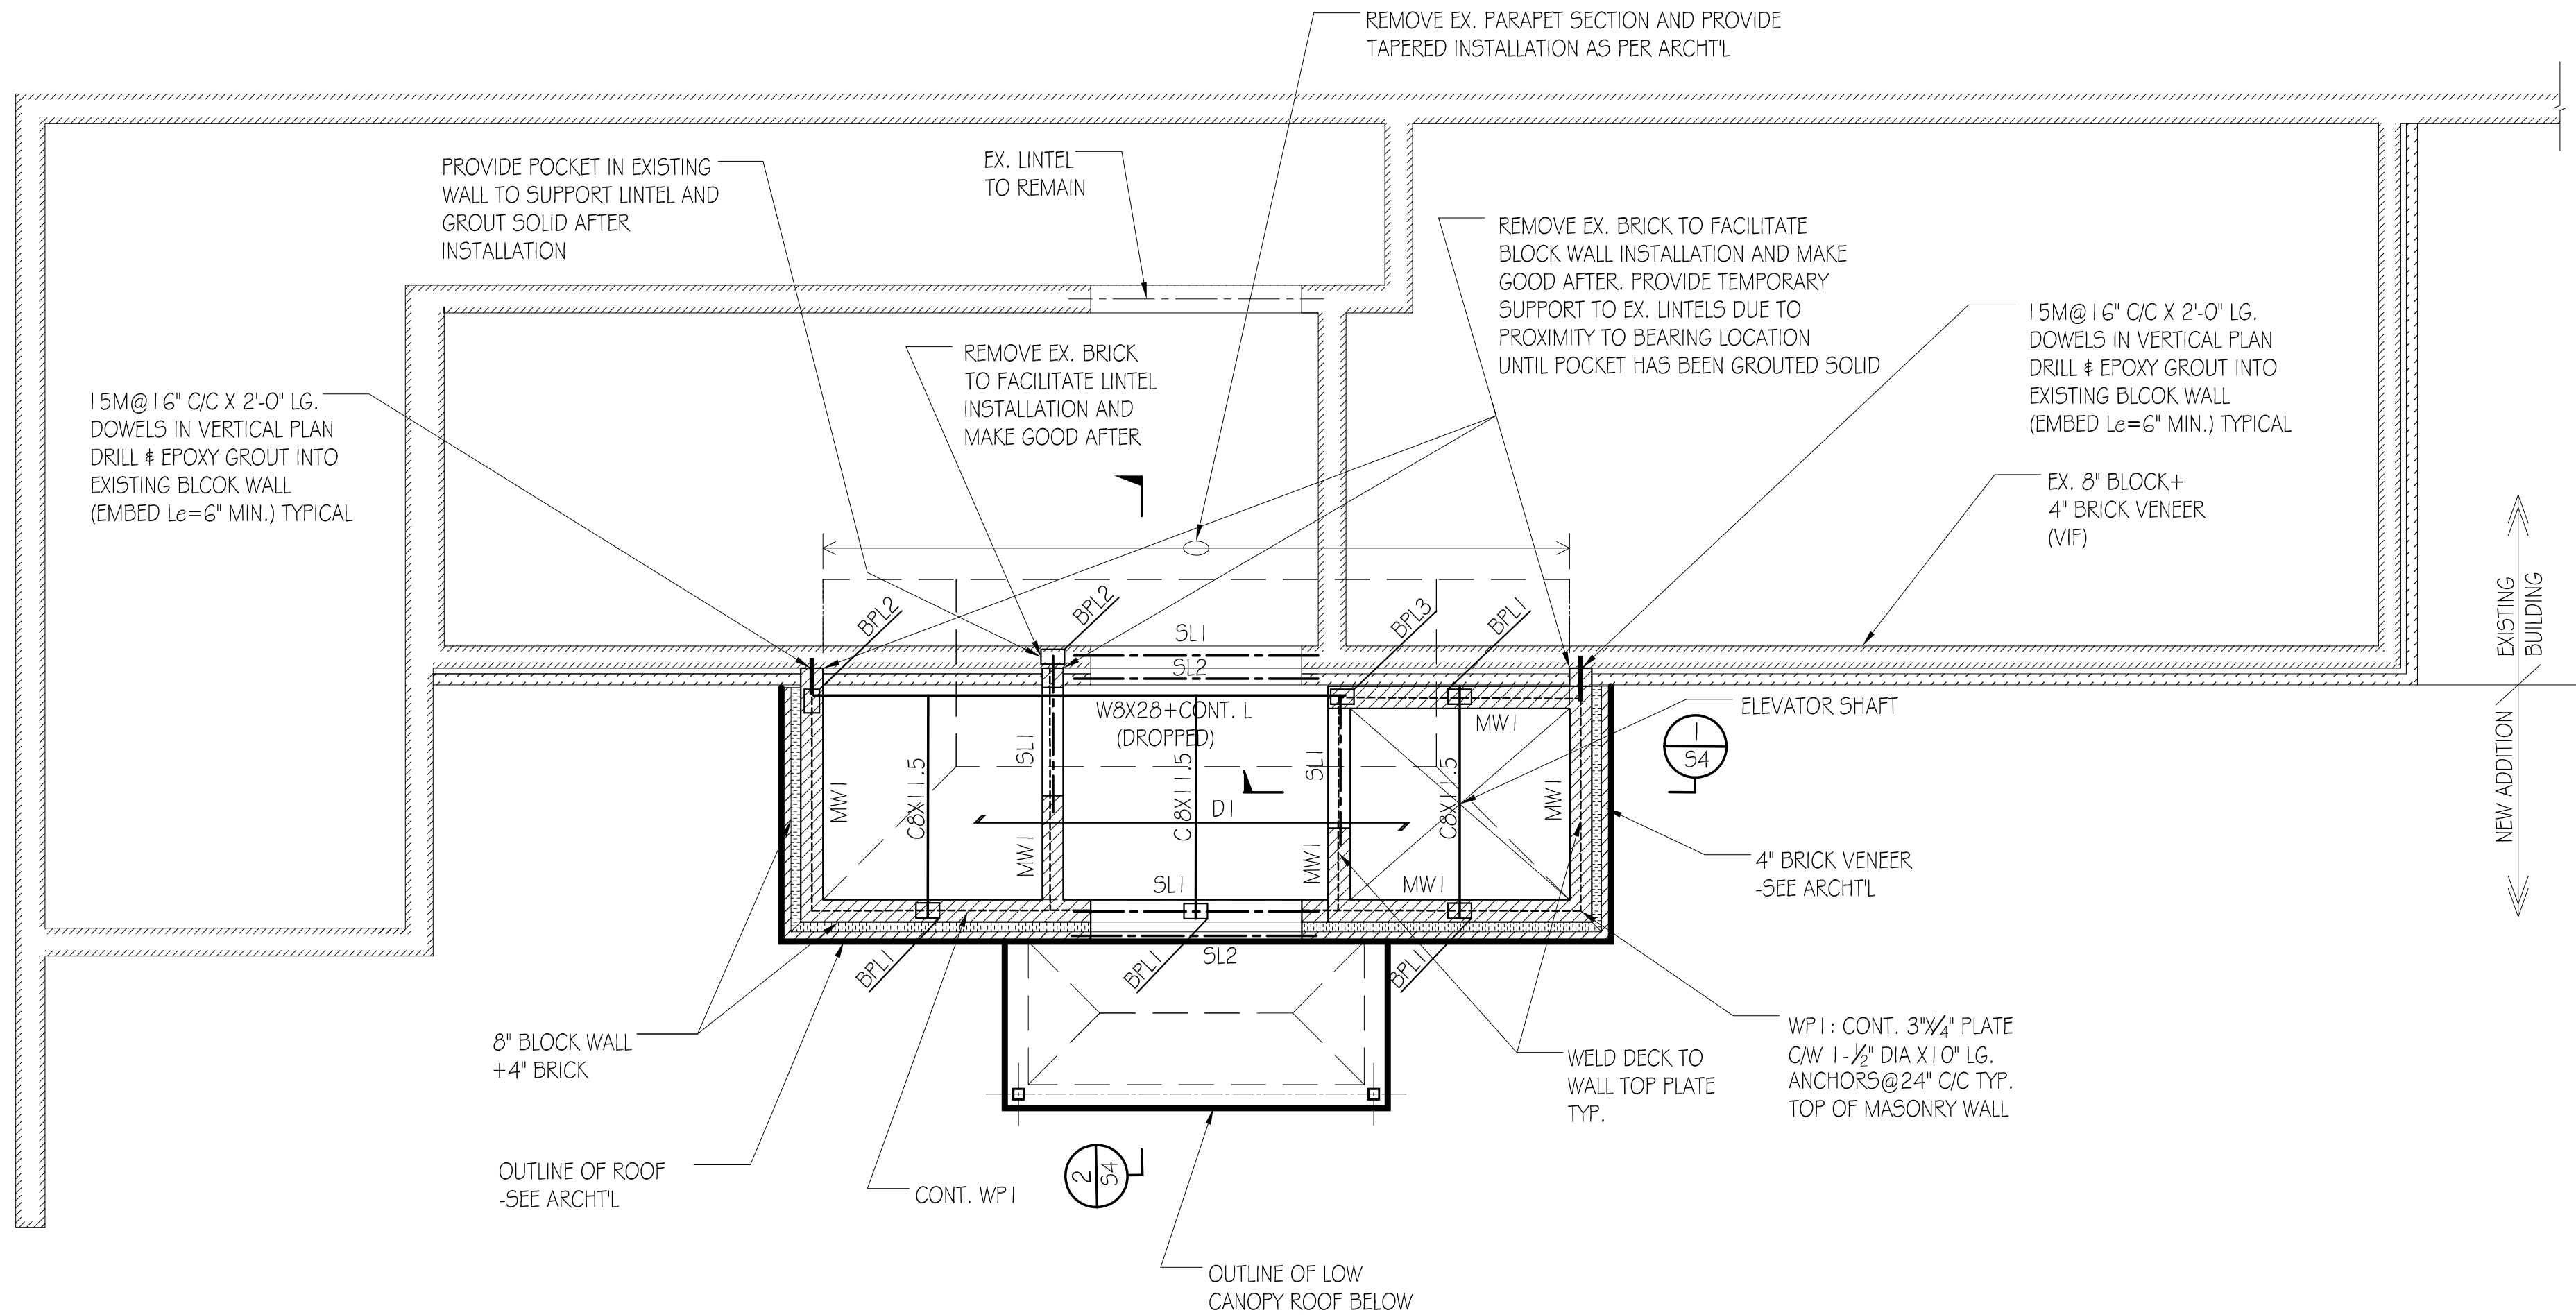 REMOVE EX. PARAPET SECTION AND PROVIDE
TAPERED INSTALLATION AS PER ARCHT'L
PROVIDE POCKET IN EXISTING
WALL TO SUPPORT LINTEL AND
GROUT SOLID AFTER
INSTALLATION
EX. LINTEL
TO REMAIN
REMOVE EX. BRICK TO FACILITATE
BLOCK WALL INSTALLATION AND MAKE
GOOD AFTER. PROVIDE TEMPORARY
SUPPORT TO EX. LINTELS DUE TO
PROXIMITY TO BEARING LOCATION
UNTIL POCKET HAS BEEN GROUTED SOLID
15M@16" C/C X 2'-0" LG.
DOWELS IN VERTICAL PLAN
DRILL & EPOXY GROUT INTO
EXISTING BLCOK WALL
(EMBED Le=6" MIN.) TYPICAL
REMOVE EX. BRICK
TO FACILITATE LINTEL
INSTALLATION AND
MAKE GOOD AFTER
15M@16" C/C X 2'-0" LG.
DOWELS IN VERTICAL PLAN
DRILL & EPOXY GROUT INTO
EXISTING BLCOK WALL
(EMBED Le=6" MIN.) TYPICAL
EX. 8" BLOCK+
4" BRICK VENEER
(VIF)
EXISTING
BUILDING
NEW ADDITION
BPL2
BPL2
SL1
SL2
BPL3
BPL1
W8X28+CONT. L
(DROPPED)
MW1
ELEVATOR SHAFT
1
S4
SL1
SL1
MW1
C8X11.5
C8X11.5
C8X11.5
MW1
D1
MW1
MW1
SL1
MW1
4" BRICK VENEER
-SEE ARCHT'L
BPL1
BPL1
SL2
BPL1
8" BLOCK WALL
+4" BRICK
WELD DECK TO
WALL TOP PLATE
TYP.
WP1: CONT. 3"X1/4" PLATE
C/W 1-1/2" DIA X10" LG.
ANCHORS@24" C/C TYP.
TOP OF MASONRY WALL
OUTLINE OF ROOF
-SEE ARCHT'L
CONT. WP1
2
S4
OUTLINE OF LOW
CANOPY ROOF BELOW